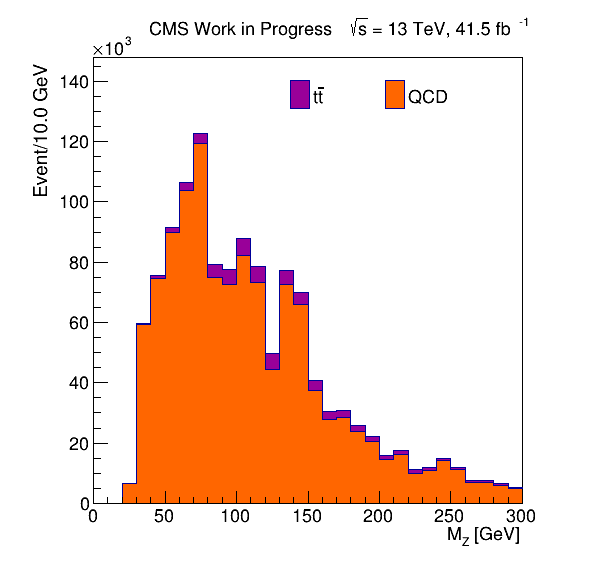 CMS Work in Progress √s = 13 TeV, 41.5 fb⁻¹
×10³
tt̄ QCD
Event/10.0 GeV
140
120
100
80
60
40
20
0
0 50 100 150 200 250 300
M_Z [GeV]